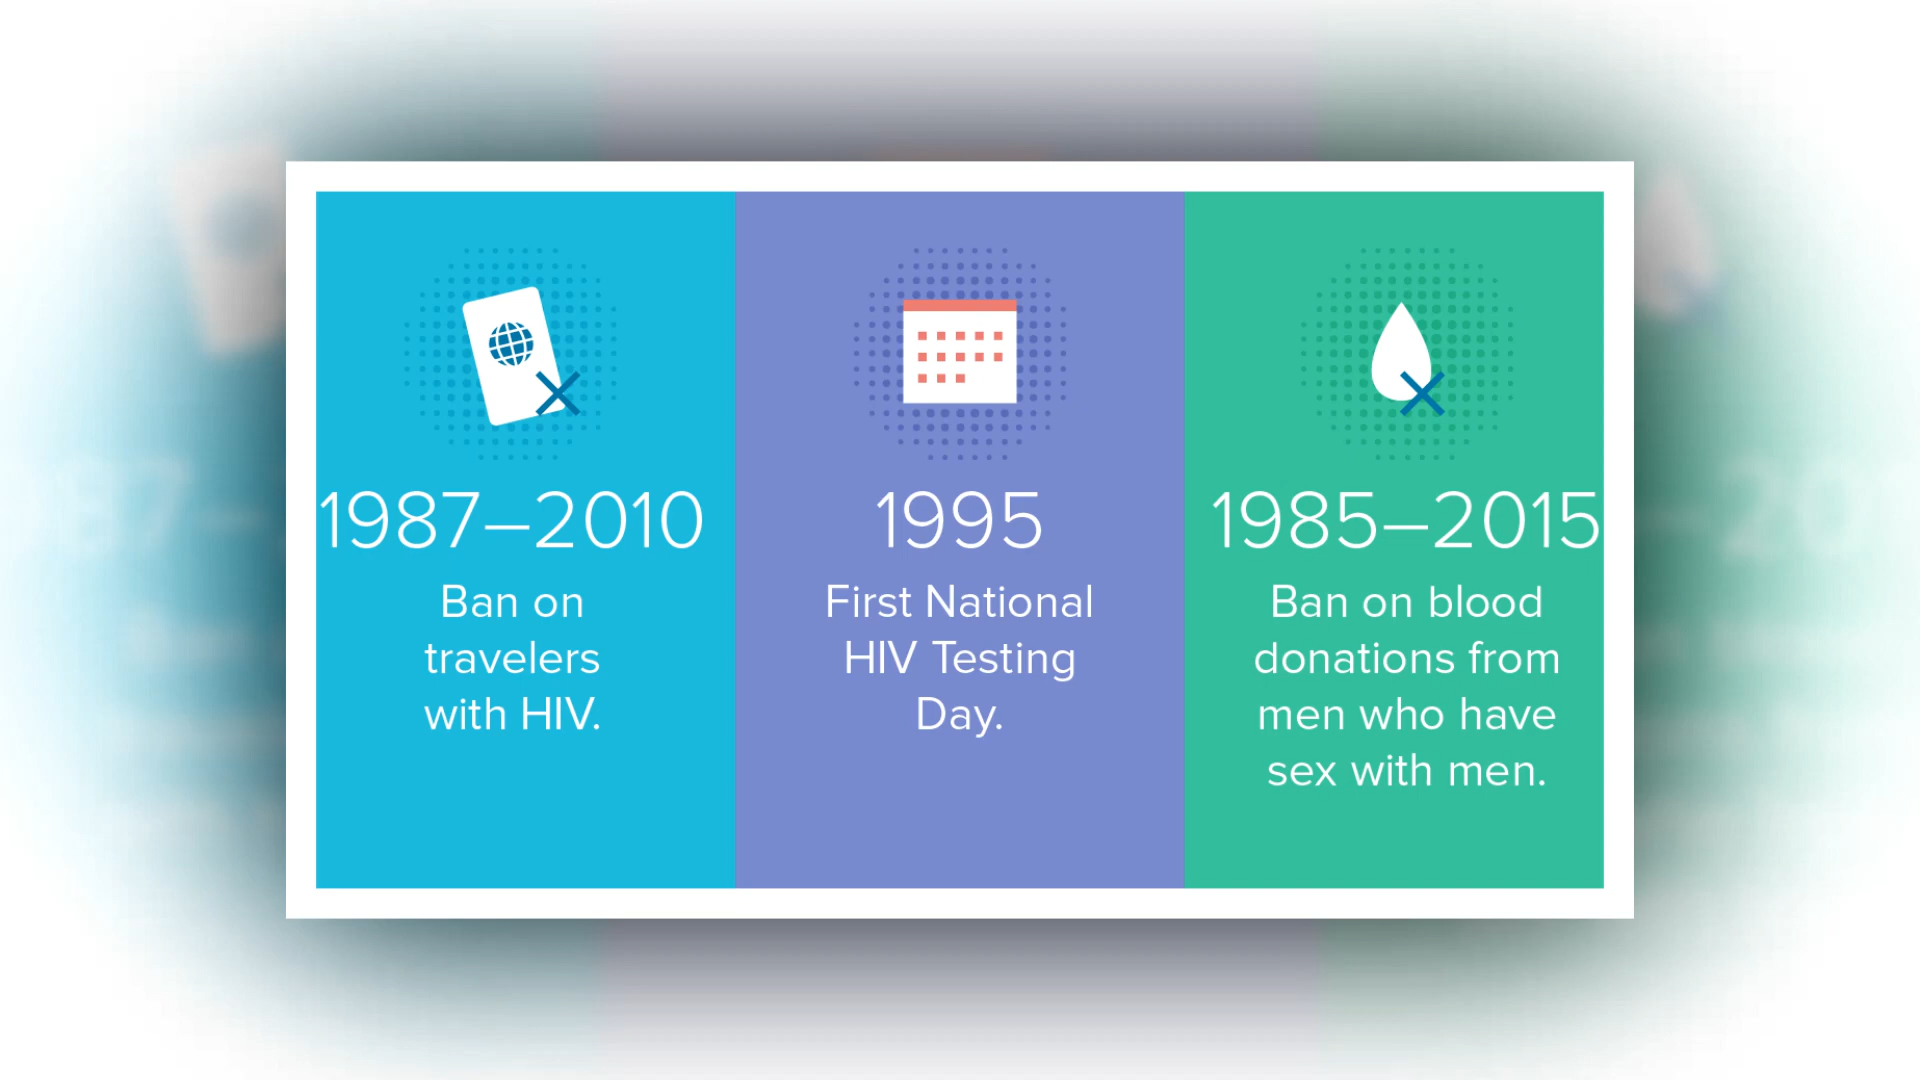 1987–2010
Ban on
travelers
with HIV.
1995
First National
HIV Testing
Day.
1985–2015
Ban on blood
donations from
men who have
sex with men.